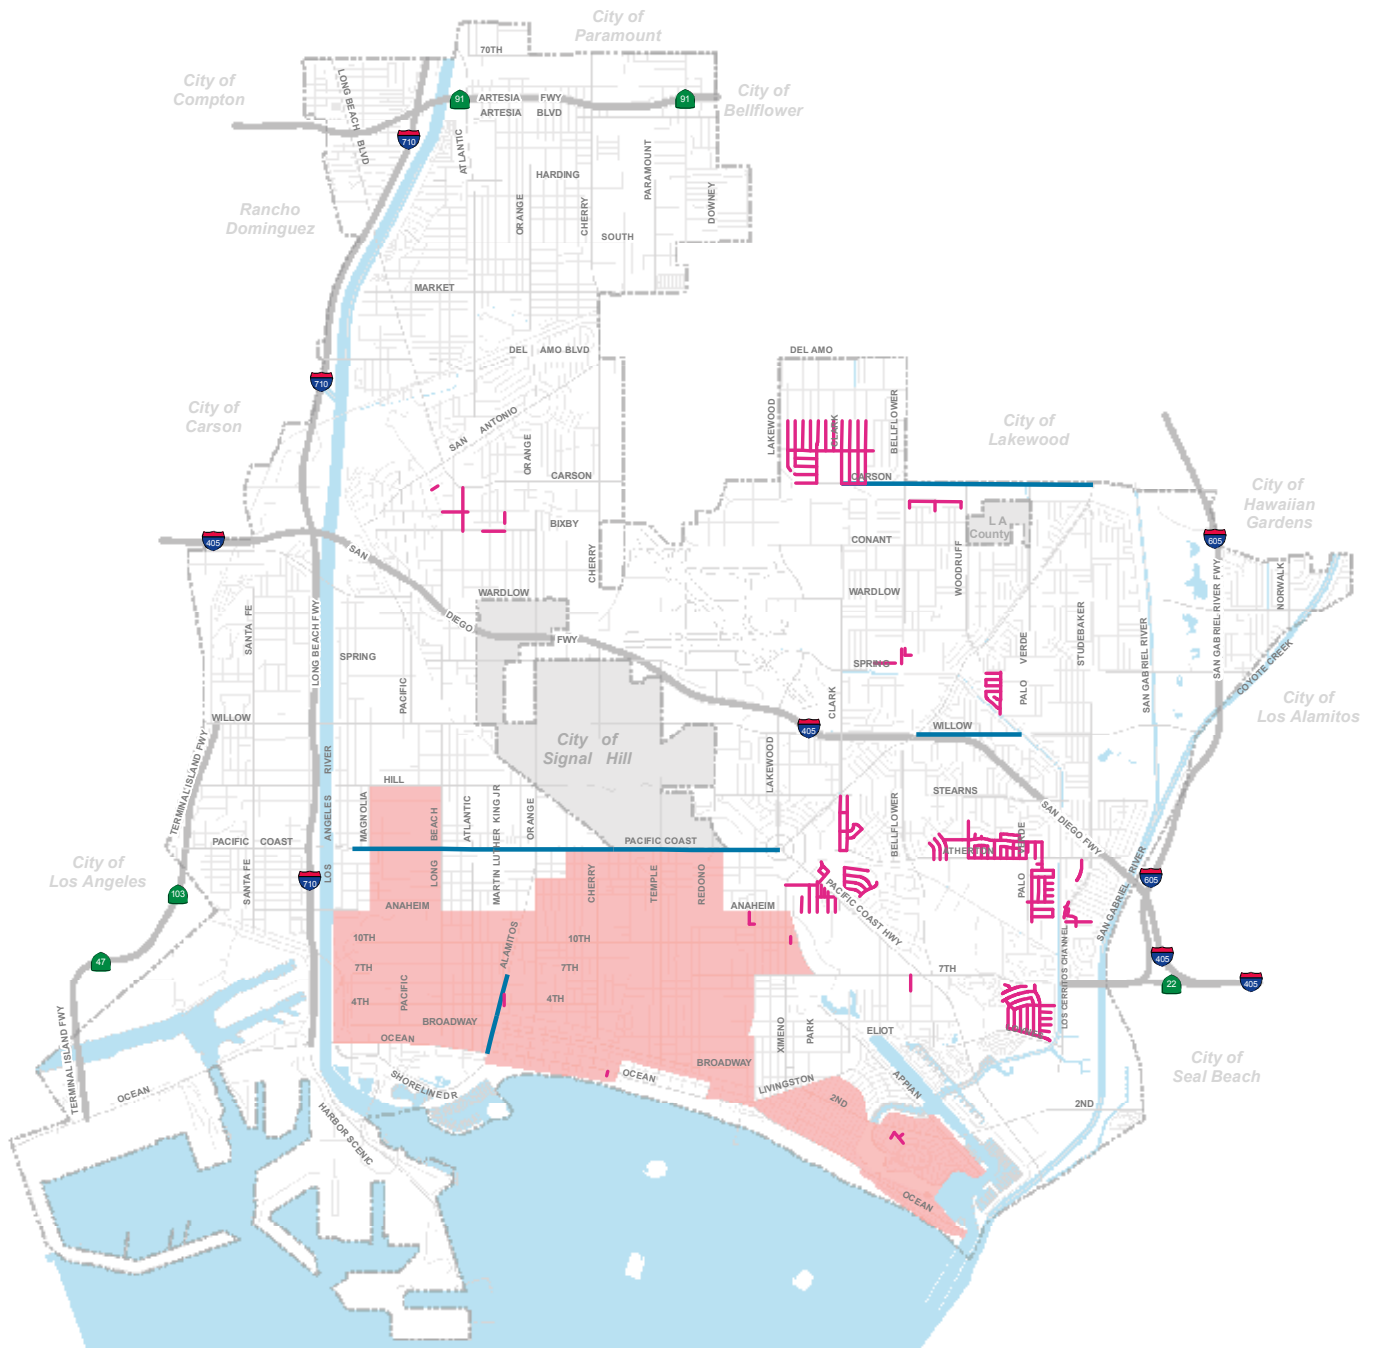 City of
Paramount
70TH
City of
Compton
LONG BEACH BLVD
91
ARTESIA FWY
91
City of
Bellflower
ARTESIA BLVD
710
ATLANTIC
HARDING
PARAMOUNT
DOWNEY
ORANGE
CHERRY
Rancho
Dominguez
SOUTH
MARKET
DEL AMO BLVD
DEL AMO
710
City of
Carson
SAN ANTONIO
ORANGE
LAKEWOOD
CLARK
BELLFLOWER
City of
Lakewood
CARSON
CARSON
City of
Hawaiian
Gardens
BIXBY
L A
County
405
SAN
CONANT
605
CHERRY
WOODRUFF
WARDLOW
WARDLOW
NORWALK
SANTA FE
LONG BEACH FWY
DIEGO
FWY
VERDE
STUDEBAKER
SAN GABRIEL RIVER
SAN GABRIEL RIVER FWY
SPRING
SPRING
COYOTE CREEK
PACIFIC
CLARK
PALO
City of
Los Alamitos
WILLOW
405
WILLOW
City of
Signal Hill
RIVER
LAKEWOOD
TERMINAL ISLAND FWY
HILL
STEARNS
MAGNOLIA
BEACH
ATLANTIC
MARTIN LUTHER KING JR
ORANGE
ANGELES
BELLFLOWER
SAN DIEGO FWY
PACIFIC COAST
PACIFIC COAST
VERDE
ATHERTON
City of
Los Angeles
SANTA FE
LOS
LONG
CHERRY
TEMPLE
REDONO
PALO
SAN GABRIEL RIVER
710
605
103
PACIFIC COAST HWY
ANAHEIM
ANAHEIM
10TH
ALAMITOS
10TH
LOS CERRITOS CHANNEL
405
47
7TH
7TH
7TH
22
405
PACIFIC
4TH
4TH
TERMINAL ISLAND FWY
BROADWAY
XIMENO
PARK
ELIOT
OCEAN
BROADWAY
City of
Seal Beach
OCEAN
SHORELINE DR
OCEAN
LIVINGSTON
APPIAN
2ND
2ND
HARBOR SCENIC
OCEAN